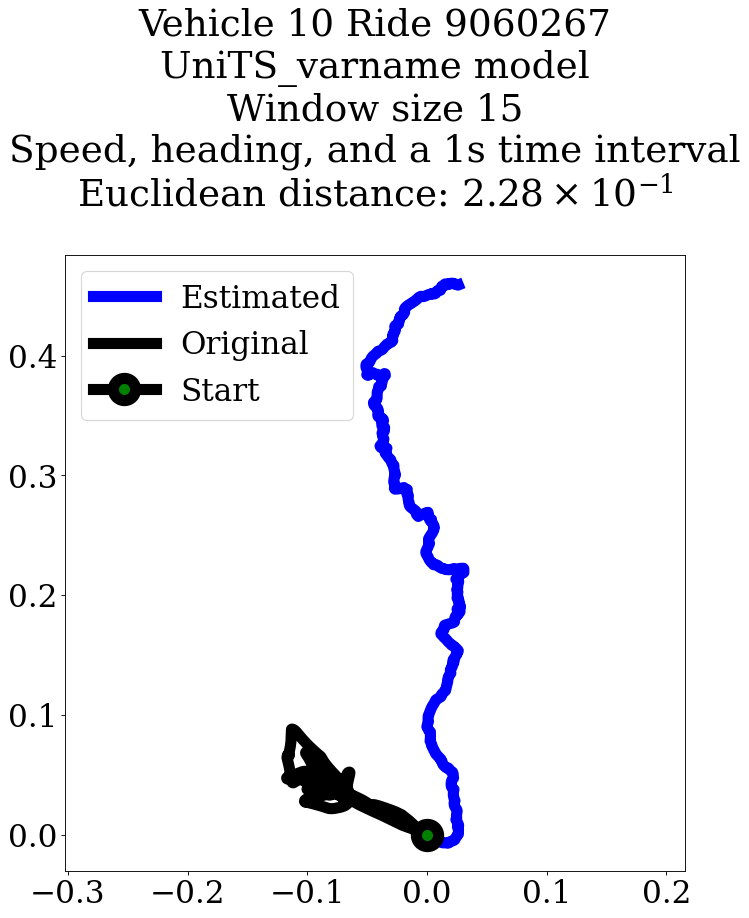 Vehicle 10 Ride 9060267
UniTS_varname model
Window size 15
Speed, heading, and a 1s time interval
Euclidean distance: 2.28 × 10⁻¹
Estimated
Original
Start
0.4
0.3
0.2
0.1
0.0
−0.3 −0.2 −0.1 0.0 0.1 0.2